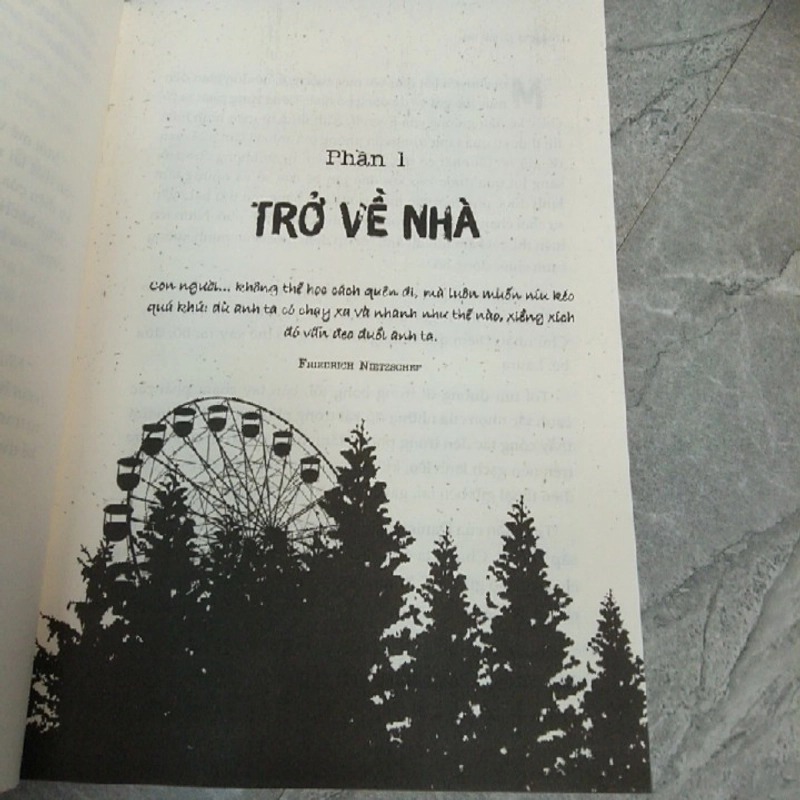 Phần 1
TRỞ VỀ NHÀ
Con người... không thể học cách quên đi, mà luôn muốn níu kéo
quá khứ: dù anh ta có chạy xa và nhanh như thế nào, xiềng xích
đó vẫn đeo đuổi anh ta.
FRIEDRICH NIETZSCHE